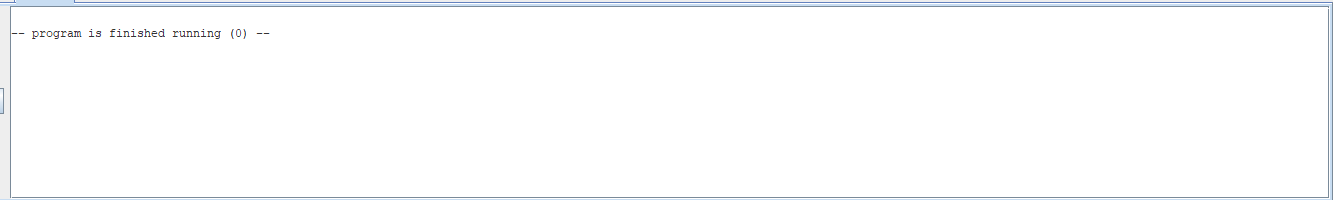 -- program is finished running (0) --